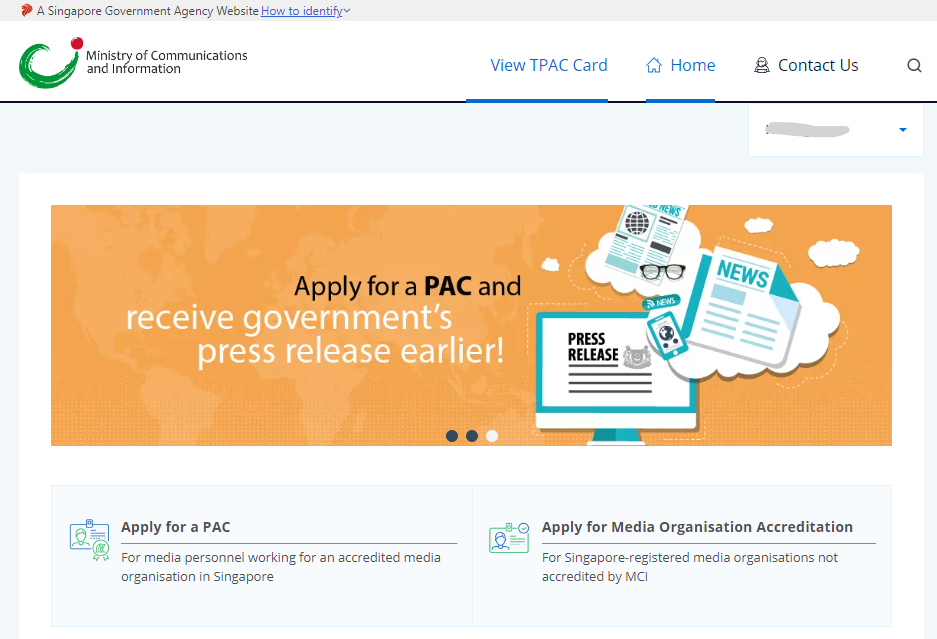 A Singapore Government Agency Website How to identify
Ministry of Communications
and Information
View TPAC Card
Home
Contact Us
Apply for a PAC and
receive government's
press release earlier!
NEWS
NEWS
NEWS
PRESS
RELEASE
Apply for a PAC
For media personnel working for an accredited media
organisation in Singapore
Apply for Media Organisation Accreditation
For Singapore-registered media organisations not
accredited by MCI